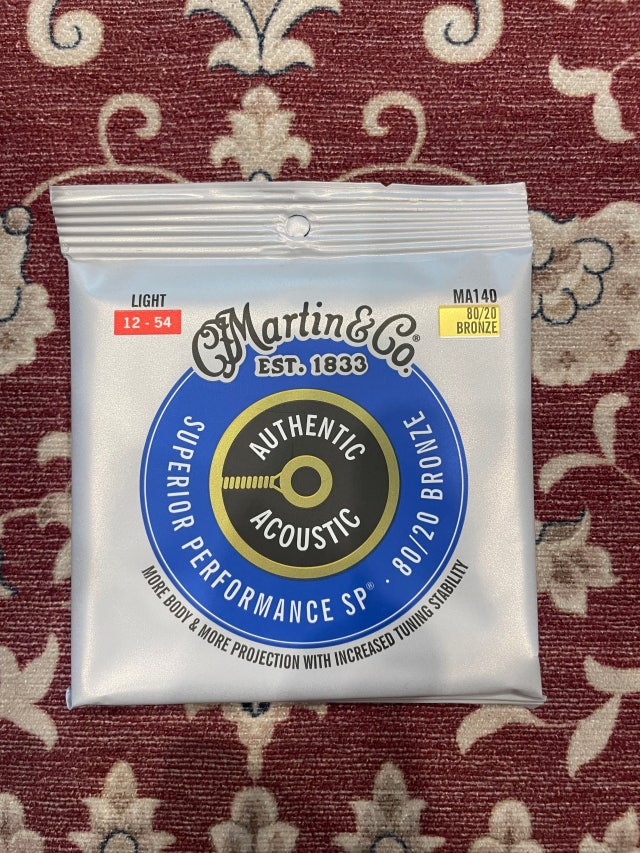 LIGHT
12 - 54
MA140
80/20
BRONZE
CFMartin & Co.®
EST. 1833
AUTHENTIC
ACOUSTIC
SUPERIOR PERFORMANCE SP® · 80/20 BRONZE
MORE BODY & MORE PROJECTION WITH INCREASED TUNING STABILITY